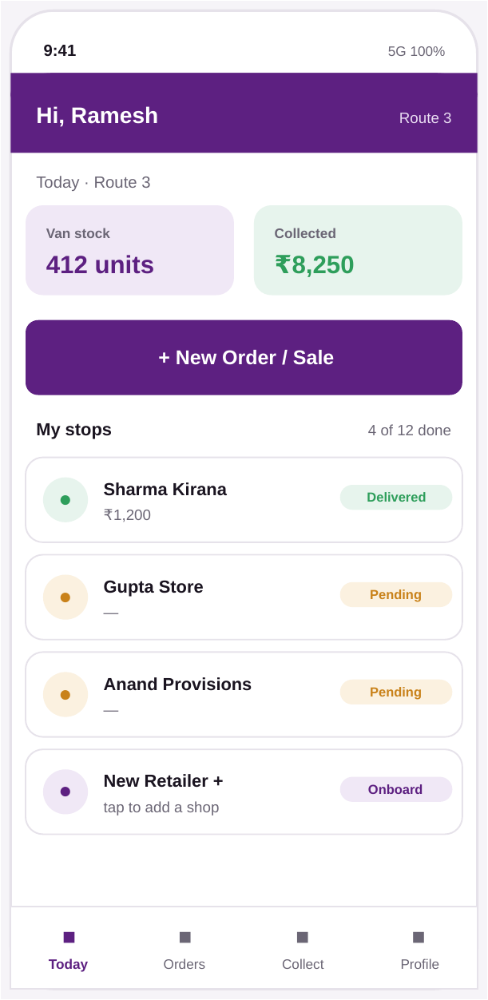 9:41
5G 100%
Hi, Ramesh
Route 3
Today · Route 3
Van stock
Collected
412 units
₹8,250
+ New Order / Sale
My stops
4 of 12 done
Sharma Kirana
₹1,200
Delivered
Gupta Store
—
Pending
Anand Provisions
—
Pending
New Retailer +
tap to add a shop
Onboard
Today
Orders
Collect
Profile